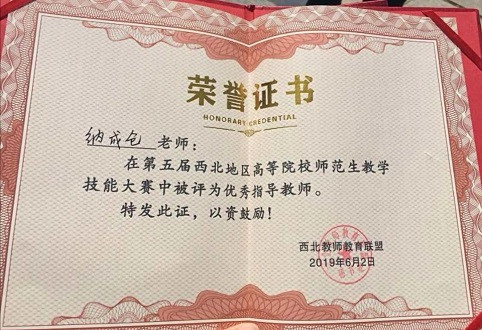 荣誉证书
HONORARY CREDENTIAL
纳成仓 老师：
在第五届西北地区高等院校师范生教学
技能大赛中被评为优秀指导教师。
特发此证，以资鼓励！
西北教师教育联盟
2019年6月2日